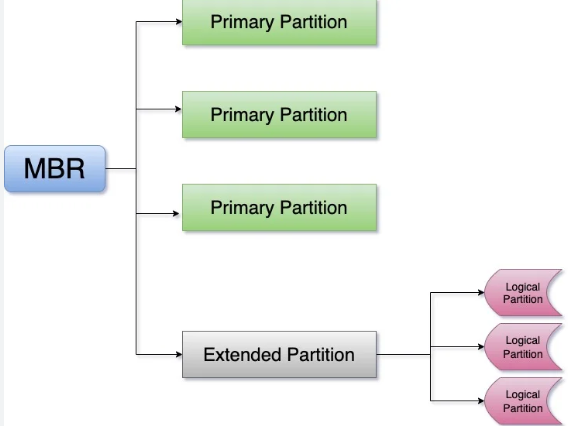 Primary Partition
Primary Partition
MBR
Primary Partition
Extended Partition
Logical
Partition
Logical
Partition
Logical
Partition